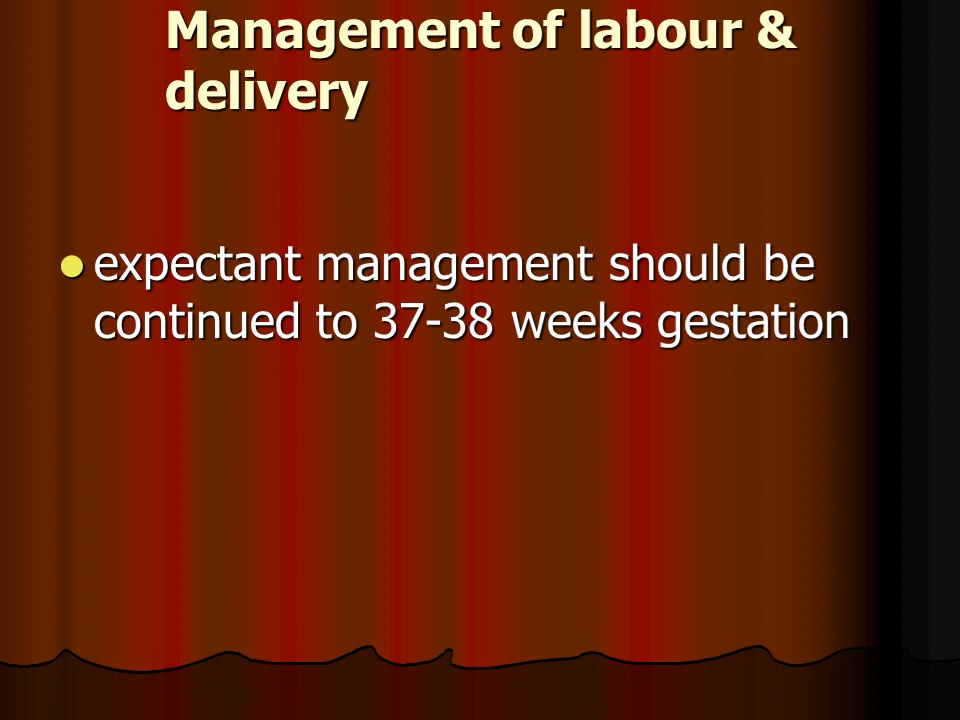 Management of labour &
delivery
expectant management should be
continued to 37-38 weeks gestation